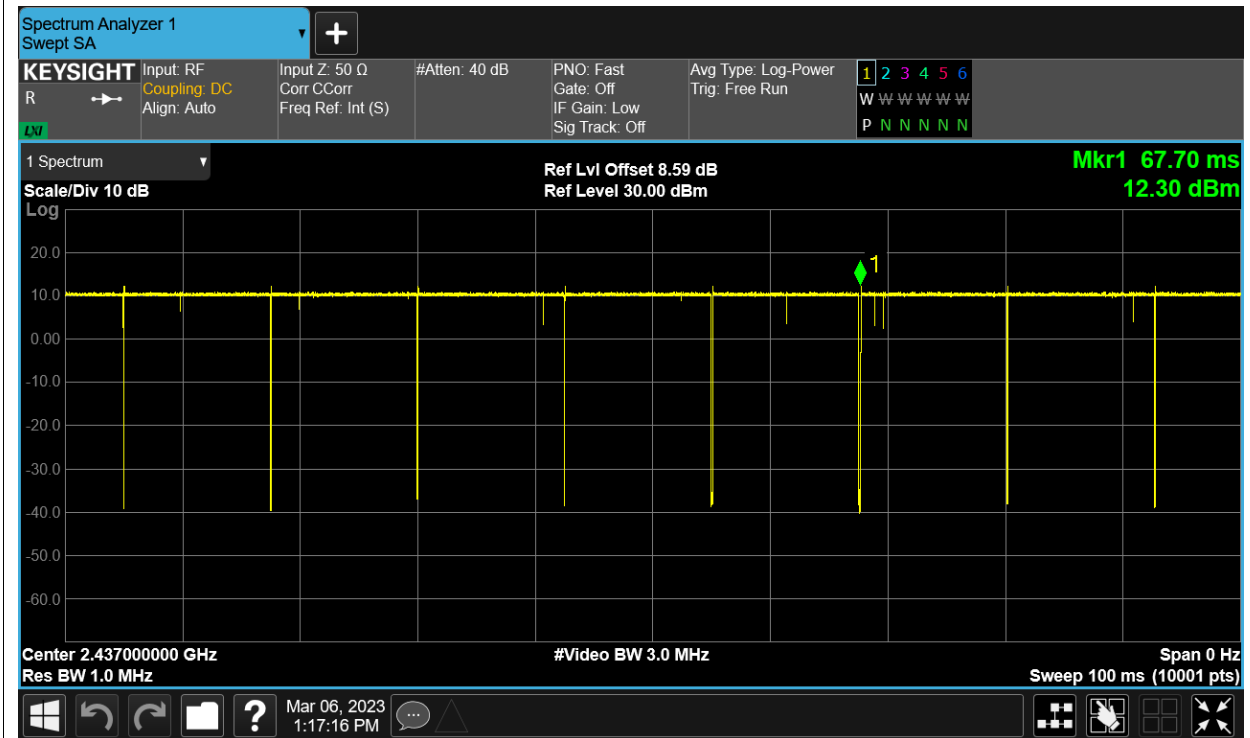 Spectrum Analyzer 1
Swept SA
KEYSIGHT
R
LXI
Input: RF
Coupling: DC
Align: Auto
Input Z: 50 Ω
Corr CCorr
Freq Ref: Int (S)
#Atten: 40 dB
PNO: Fast
Gate: Off
IF Gain: Low
Sig Track: Off
Avg Type: Log-Power
Trig: Free Run
1 2 3 4 5 6
W W W W W W
P N N N N N
1 Spectrum
Scale/Div 10 dB
Ref Lvl Offset 8.59 dB
Ref Level 30.00 dBm
Mkr1 67.70 ms
12.30 dBm
Log
20.0
10.0
0.00
-10.0
-20.0
-30.0
-40.0
-50.0
-60.0
1
Center 2.437000000 GHz
Res BW 1.0 MHz
#Video BW 3.0 MHz
Span 0 Hz
Sweep 100 ms (10001 pts)
?
Mar 06, 2023
1:17:16 PM